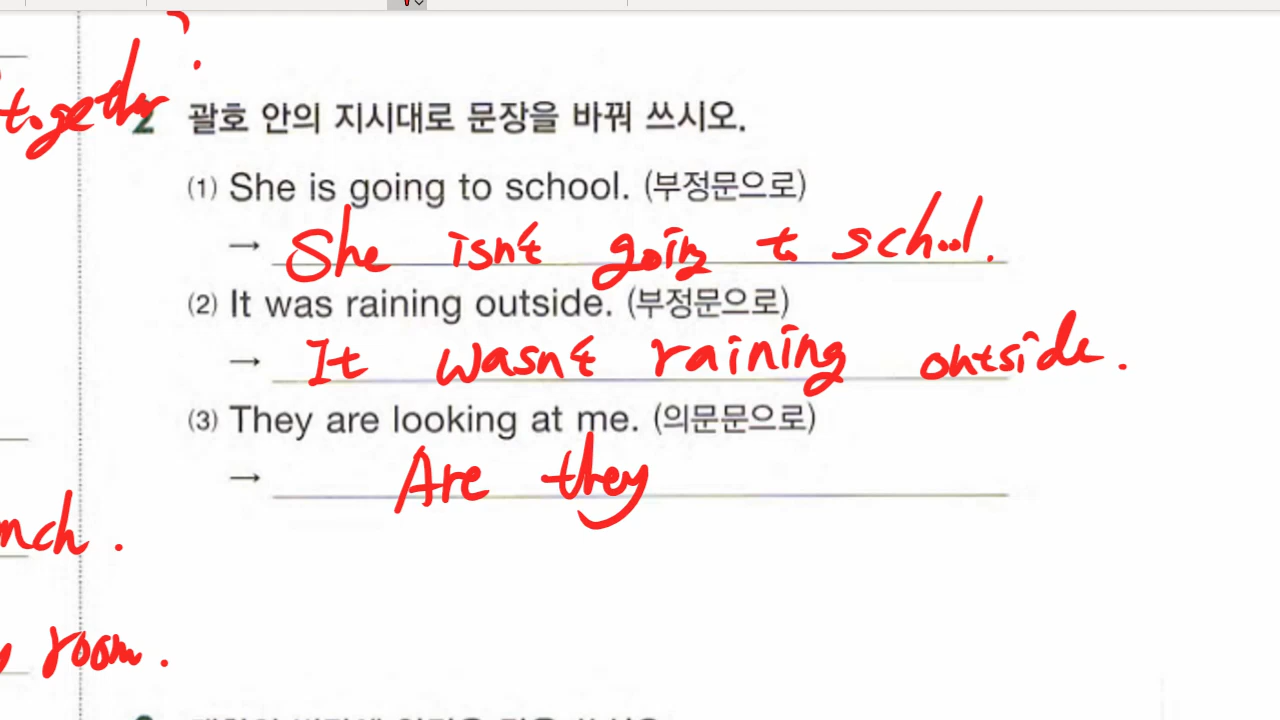 together?
2 괄호 안의 지시대로 문장을 바꿔 쓰시오.
(1) She is going to school. (부정문으로)
→ She isn't going to school.
(2) It was raining outside. (부정문으로)
→ It wasn't raining outside.
(3) They are looking at me. (의문문으로)
→ Are they
room.